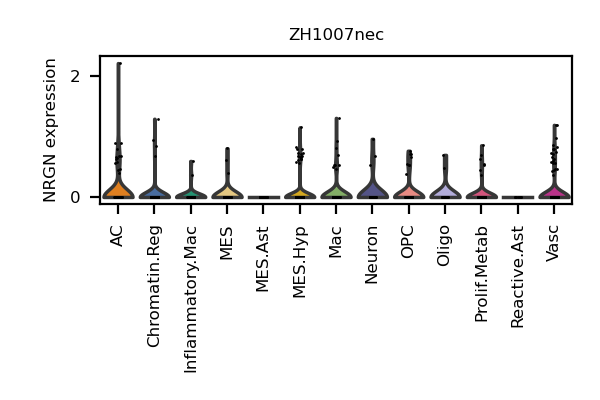 ZH1007nec
NRGN expression
2
0
AC
Chromatin.Reg
Inflammatory.Mac
MES
MES.Ast
MES.Hyp
Mac
Neuron
OPC
Oligo
Prolif.Metab
Reactive.Ast
Vasc